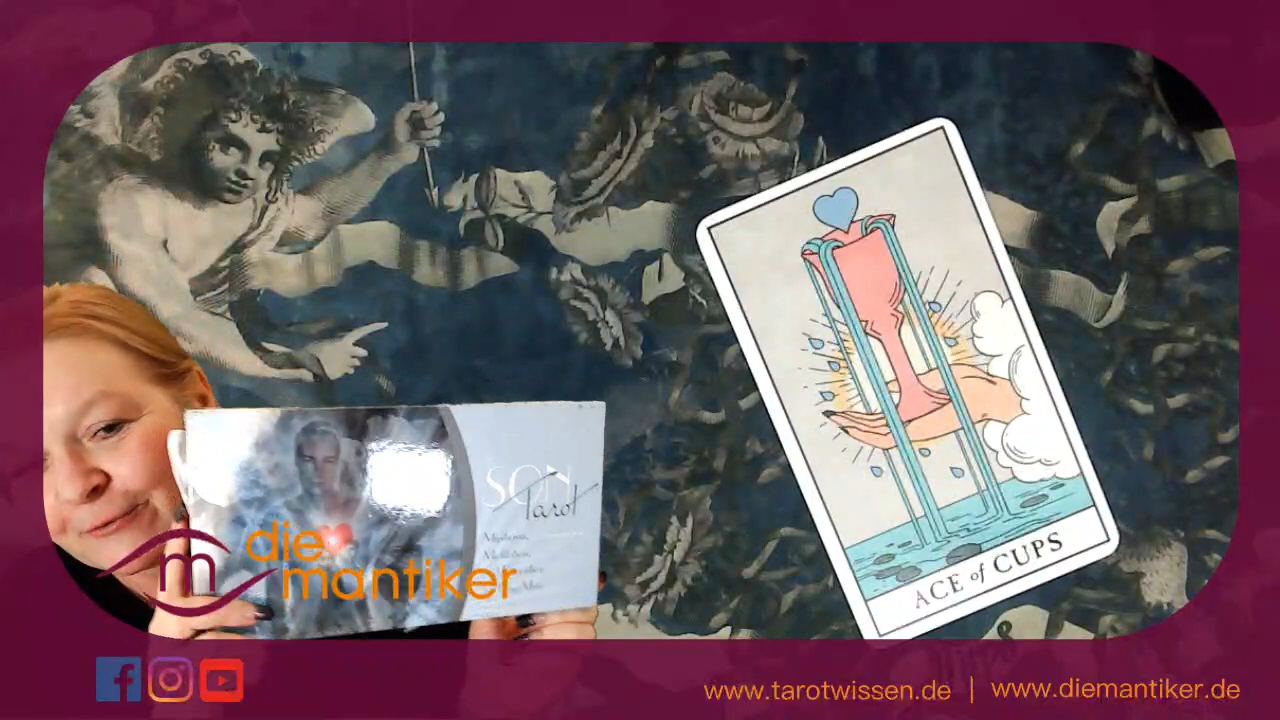 SON
Tarot
die
mantiker
m
ACE of CUPS
www.tarotwissen.de | www.diemantiker.de